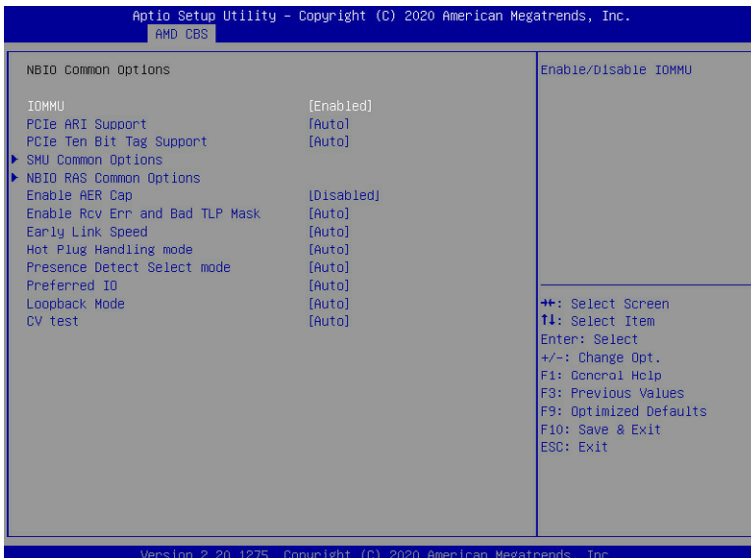 Aptio Setup Utility – Copyright (C) 2020 American Megatrends, Inc.
AMD CBS
NBIO Common Options
Enable/Disable IOMMU
IOMMU [Enabled]
PCIe ARI Support [Auto]
PCIe Ten Bit Tag Support [Auto]
SMU Common Options
NBIO RAS Common Options
Enable AER Cap [Disabled]
Enable Rcv Err and Bad TLP Mask [Auto]
Early Link Speed [Auto]
Hot Plug Handling mode [Auto]
Presence Detect Select mode [Auto]
Preferred IO [Auto]
Loopback Mode [Auto]
CV test [Auto]
→←: Select Screen
↑↓: Select Item
Enter: Select
+/-: Change Opt.
F1: General Help
F3: Previous Values
F9: Optimized Defaults
F10: Save & Exit
ESC: Exit
Version 2.20.1275. Copyright (C) 2020 American Megatrends, Inc.